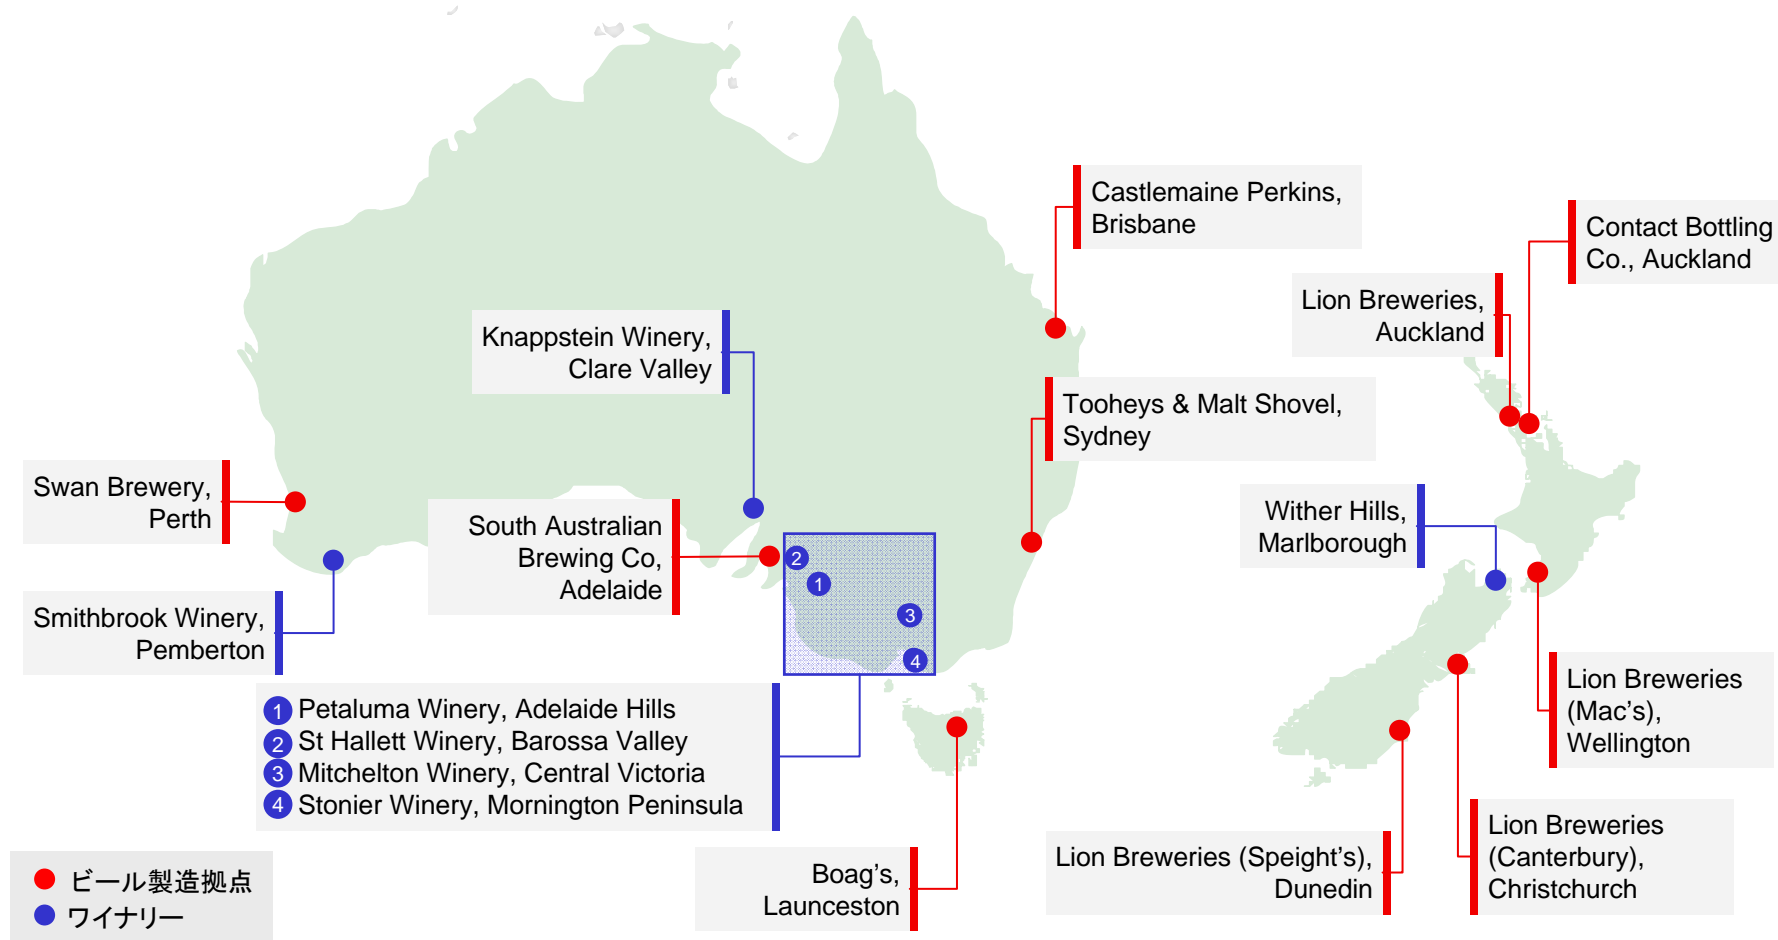 Castlemaine Perkins,
Brisbane
Contact Bottling
Co., Auckland
Lion Breweries,
Auckland
Knappstein Winery,
Clare Valley
Tooheys & Malt Shovel,
Sydney
Swan Brewery,
Perth
South Australian
Brewing Co,
Adelaide
Wither Hills,
Marlborough
2
1
3
4
Smithbrook Winery,
Pemberton
1 Petaluma Winery, Adelaide Hills
2 St Hallett Winery, Barossa Valley
3 Mitchelton Winery, Central Victoria
4 Stonier Winery, Mornington Peninsula
Lion Breweries
(Mac's),
Wellington
Boag's,
Launceston
Lion Breweries (Speight's),
Dunedin
Lion Breweries
(Canterbury),
Christchurch
ビール製造拠点
ワイナリー